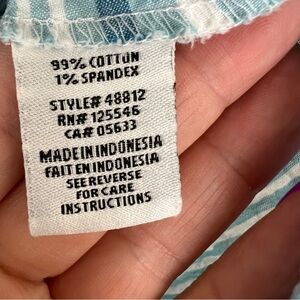 99% COTTON
1% SPANDEX
STYLE# 48812
RN# 125546
CA# 05633
MADE IN INDONESIA
FAIT EN INDONESIA
SEE REVERSE
FOR CARE
INSTRUCTIONS